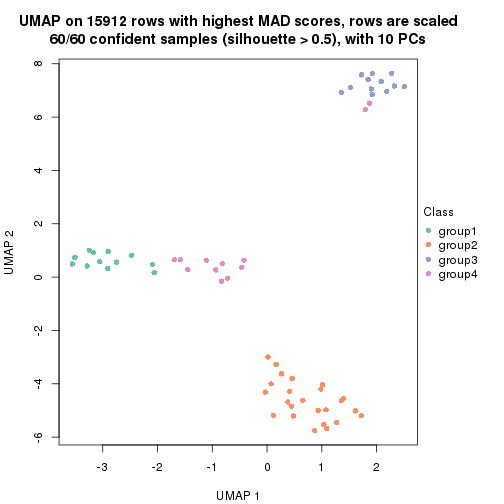 UMAP on 15912 rows with highest MAD scores, rows are scaled
60/60 confident samples (silhouette > 0.5), with 10 PCs
8
6
4
2
0
-2
-4
-6
UMAP 2
-3
-2
-1
0
1
2
UMAP 1
Class
group1
group2
group3
group4